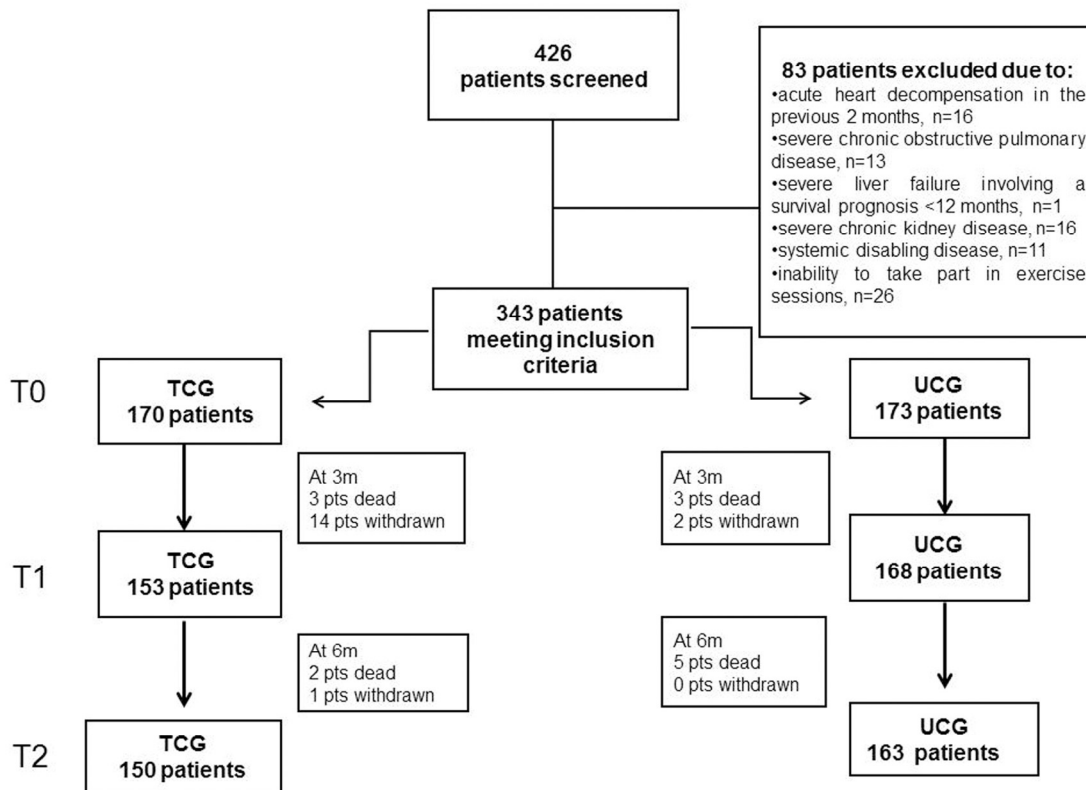 426
patients screened
83 patients excluded due to:
•acute heart decompensation in the
previous 2 months, n=16
•severe chronic obstructive pulmonary
disease, n=13
•severe liver failure involving a
survival prognosis <12 months, n=1
•severe chronic kidney disease, n=16
•systemic disabling disease, n=11
•inability to take part in exercise
sessions, n=26
343 patients
meeting inclusion
criteria
T0
TCG
170 patients
UCG
173 patients
At 3m
3 pts dead
14 pts withdrawn
At 3m
3 pts dead
2 pts withdrawn
T1
TCG
153 patients
UCG
168 patients
At 6m
2 pts dead
1 pts withdrawn
At 6m
5 pts dead
0 pts withdrawn
T2
TCG
150 patients
UCG
163 patients